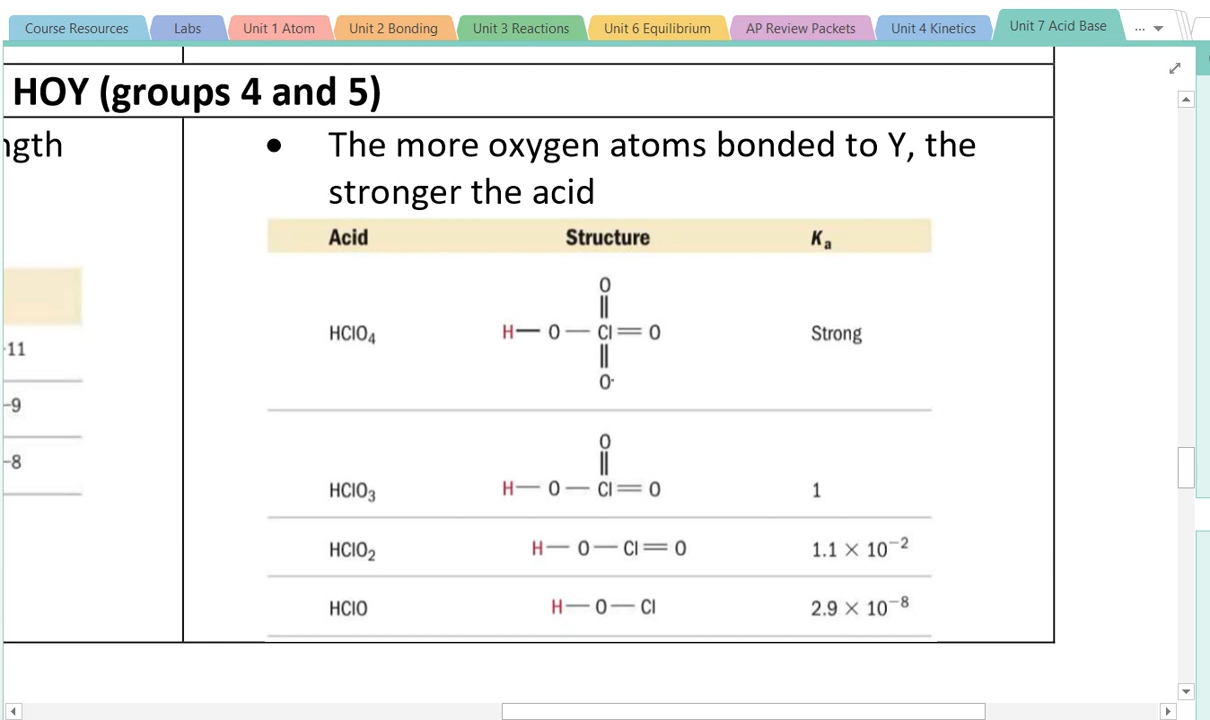 Course Resources Labs Unit 1 Atom Unit 2 Bonding Unit 3 Reactions Unit 6 Equilibrium AP Review Packets Unit 4 Kinetics Unit 7 Acid Base ...
HOY (groups 4 and 5)
ngth
-11
-9
-8
• The more oxygen atoms bonded to Y, the
stronger the acid
Acid Structure Kₐ
O
||
HClO₄ H—O—Cl=O Strong
||
O·
O
||
HClO₃ H—O—Cl=O 1
HClO₂ H—O—Cl=O 1.1 × 10⁻²
HClO H—O—Cl 2.9 × 10⁻⁸